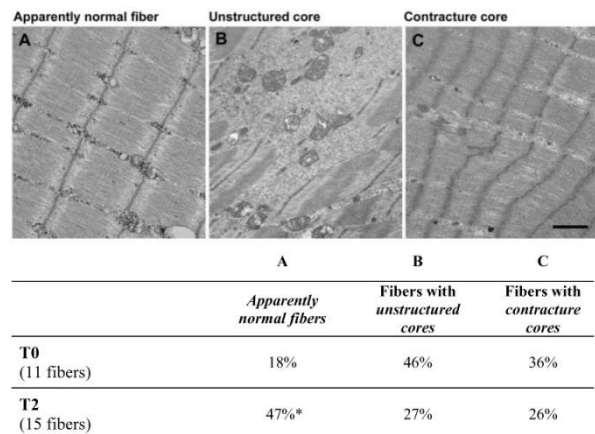 Apparently normal fiber Unstructured core Contracture core
A B C
A B C
Apparently normal fibers Fibers with unstructured cores Fibers with contracture cores
T0 (11 fibers) 18% 46% 36%
T2 (15 fibers) 47%* 27% 26%